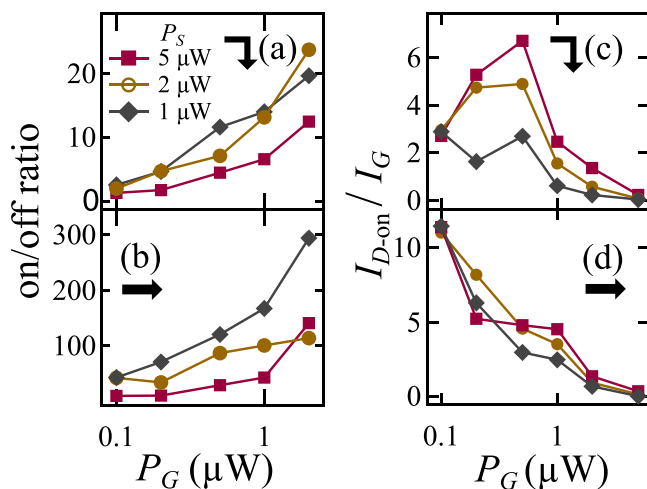 P_S
5 μW
2 μW
1 μW
(a)
20
10
0
on/off ratio
(b)
300
200
100
0.1
1
P_G (μW)
(c)
6
4
2
0
I_D-on / I_G
(d)
10
5
0
0.1
1
P_G (μW)